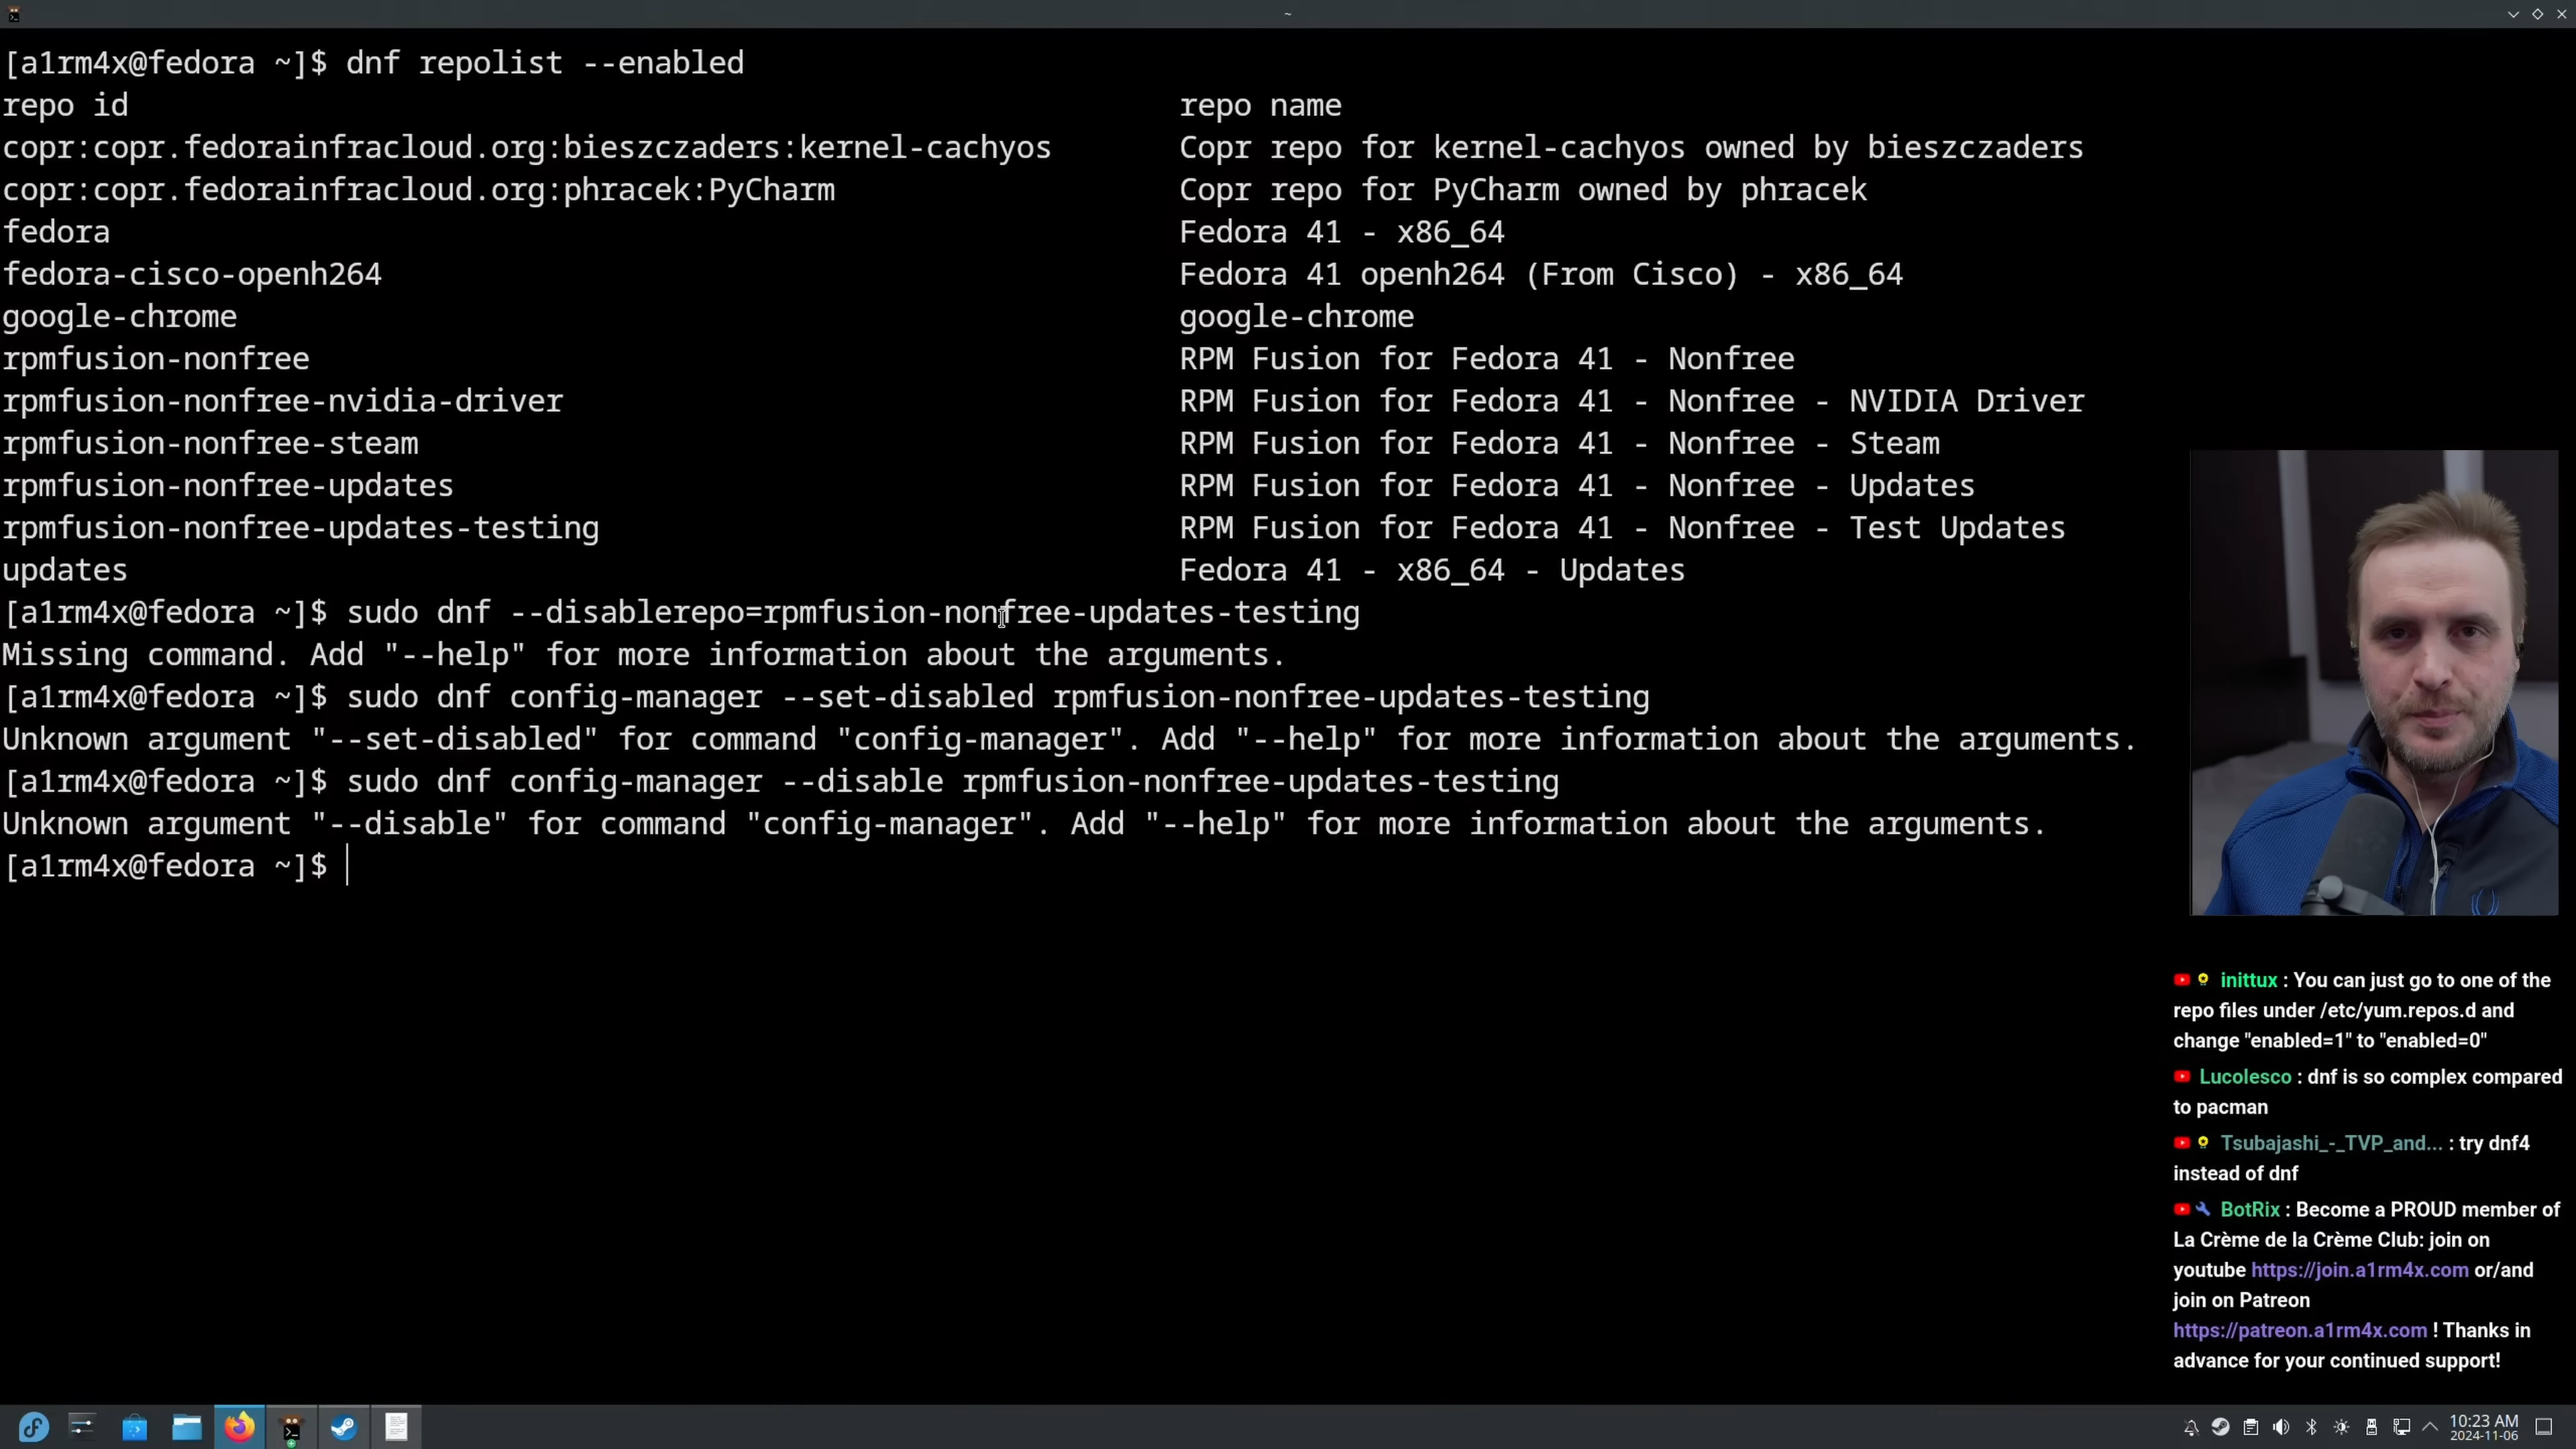 ~
[a1rm4x@fedora ~]$ dnf repolist --enabled
repo id repo name
copr:copr.fedorainfracloud.org:bieszczaders:kernel-cachyos Copr repo for kernel-cachyos owned by bieszczaders
copr:copr.fedorainfracloud.org:phracek:PyCharm Copr repo for PyCharm owned by phracek
fedora Fedora 41 - x86_64
fedora-cisco-openh264 Fedora 41 openh264 (From Cisco) - x86_64
google-chrome google-chrome
rpmfusion-nonfree RPM Fusion for Fedora 41 - Nonfree
rpmfusion-nonfree-nvidia-driver RPM Fusion for Fedora 41 - Nonfree - NVIDIA Driver
rpmfusion-nonfree-steam RPM Fusion for Fedora 41 - Nonfree - Steam
rpmfusion-nonfree-updates RPM Fusion for Fedora 41 - Nonfree - Updates
rpmfusion-nonfree-updates-testing RPM Fusion for Fedora 41 - Nonfree - Test Updates
updates Fedora 41 - x86_64 - Updates
[a1rm4x@fedora ~]$ sudo dnf --disablerepo=rpmfusion-nonfree-updates-testing
Missing command. Add "--help" for more information about the arguments.
[a1rm4x@fedora ~]$ sudo dnf config-manager --set-disabled rpmfusion-nonfree-updates-testing
Unknown argument "--set-disabled" for command "config-manager". Add "--help" for more information about the arguments.
[a1rm4x@fedora ~]$ sudo dnf config-manager --disable rpmfusion-nonfree-updates-testing
Unknown argument "--disable" for command "config-manager". Add "--help" for more information about the arguments.
[a1rm4x@fedora ~]$
inittux : You can just go to one of the
repo files under /etc/yum.repos.d and
change "enabled=1" to "enabled=0"
Lucolesco : dnf is so complex compared
to pacman
Tsubajashi_-_TVP_and... : try dnf4
instead of dnf
BotRix : Become a PROUD member of
La Crème de la Crème Club: join on
youtube https://join.a1rm4x.com or/and
join on Patreon
https://patreon.a1rm4x.com ! Thanks in
advance for your continued support!
10:23 AM
2024-11-06